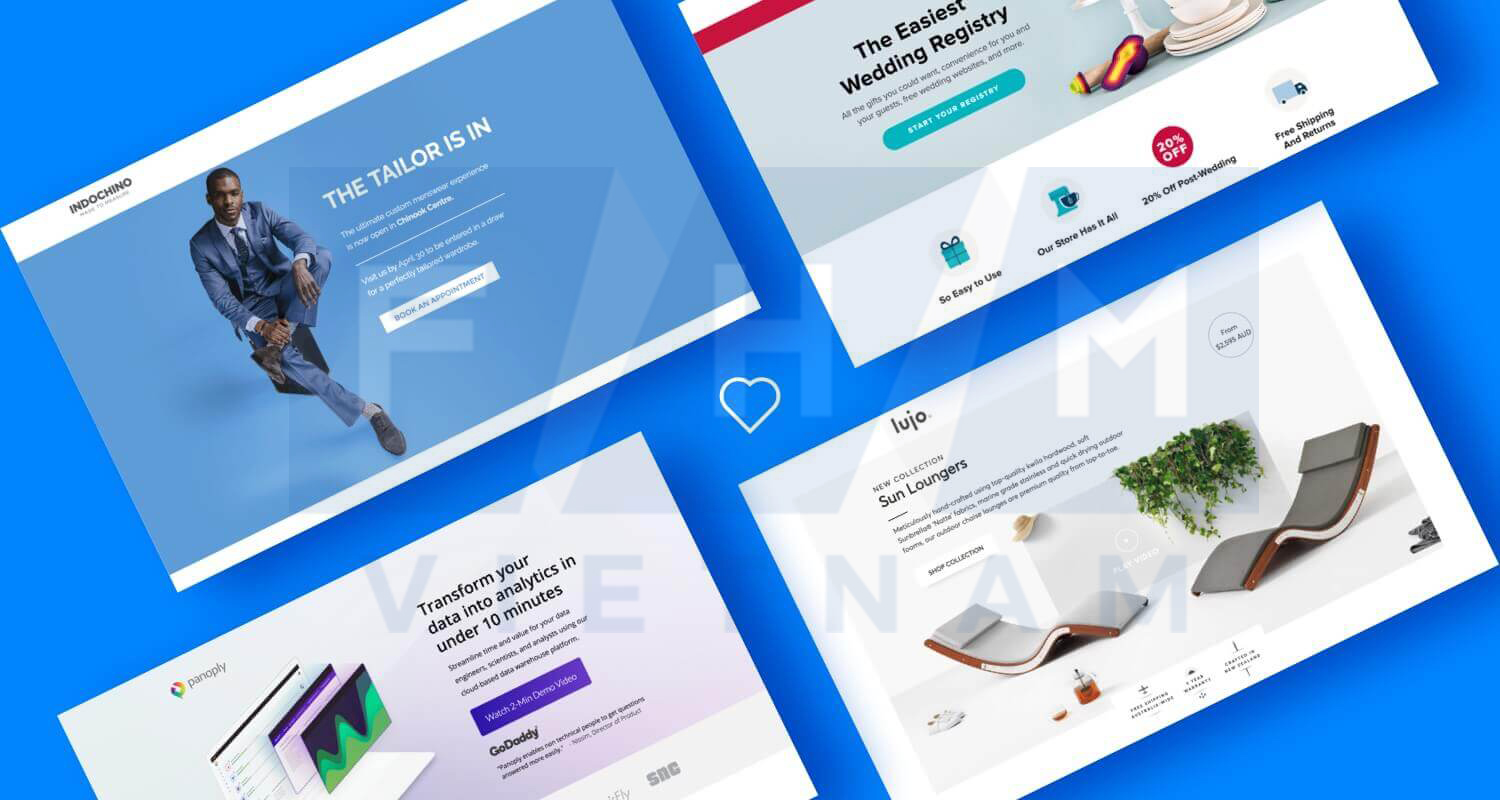 INDOCHINO
MADE TO MEASURE
THE TAILOR IS IN
The ultimate custom menswear experience
is now open in Chinook Centre.
Visit us by April 30 to be entered in a draw
for a perfectly tailored wardrobe.
BOOK AN APPOINTMENT
The Easiest
Wedding Registry
All the gifts you could want, convenience for you and
your guests, free wedding websites, and more.
START YOUR REGISTRY
So Easy to Use
Our Store Has It All
20%
OFF
20% Off Post-Wedding
Free Shipping
And Returns
panoply
Transform your
data into analytics in
under 10 minutes
Streamline time and value for your data
engineers, scientists, and analysts using our
cloud-based data warehouse platform.
Watch 2-Min Demo Video
GoDaddy
"Panoply enables non technical people to get questions
answered more easily." - Nissim, Director of Product
Fly
snc
lujo
NEW COLLECTION
Sun Loungers
Meticulously hand-crafted using top-quality kwila hardwood, soft
Sunbrella® 'Natte' fabrics, marine grade stainless and quick drying outdoor
foams, our outdoor chaise lounges are premium quality from top-to-toe.
SHOP COLLECTION
From
$2,595 AUD
PLAY VIDEO
FREE SHIPPING
AUSTRALIA-WIDE
YEAR
WARRANTY
CRAFTED IN
NEW ZEALAND
F H M
VIETNAM